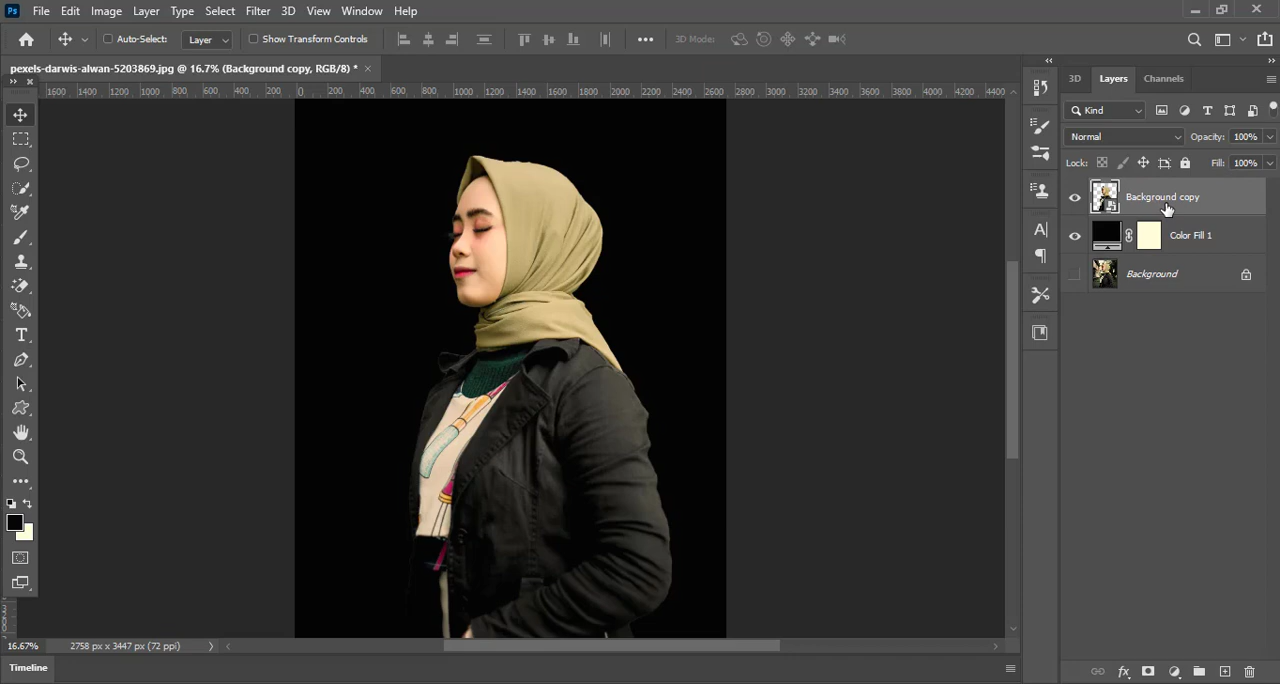 Ps File Edit Image Layer Type Select Filter 3D View Window Help
Auto-Select: Layer Show Transform Controls 3D Mode:
pexels-darwis-alwan-5203869.jpg @ 16.7% (Background copy, RGB/8) *
1600 1400 1200 1000 800 600 400 200 0 200 400 600 800 1000 1200 1400 1600 1800 2000 2200 2400 2600 2800 3000 3200 3400 3600 3800 4000 4200 4400
3D Layers Channels
Kind
Normal Opacity: 100%
Lock: Fill: 100%
Background copy
Color Fill 1
Background
16.67% 2758 px x 3447 px (72 ppi)
Timeline